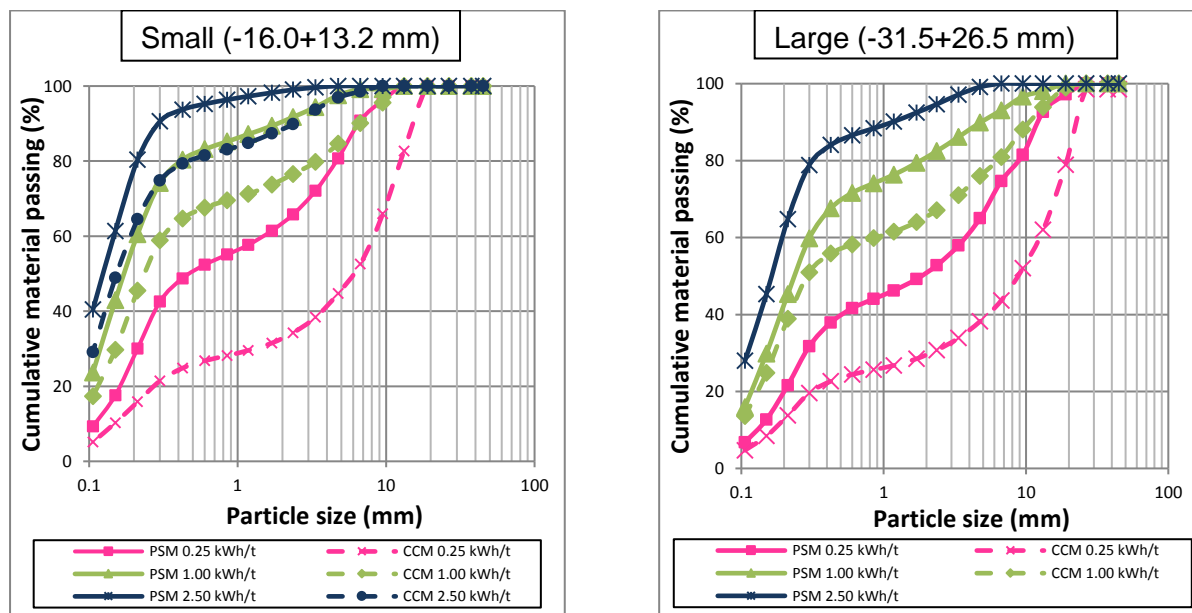 Small (-16.0+13.2 mm)
Cumulative material passing (%)
100
80
60
40
20
0
0.1 1 10 100
Particle size (mm)
PSM 0.25 kWh/t CCM 0.25 kWh/t
PSM 1.00 kWh/t CCM 1.00 kWh/t
PSM 2.50 kWh/t CCM 2.50 kWh/t
Large (-31.5+26.5 mm)
Cumulative material passing (%)
100
80
60
40
20
0
0.1 1 10 100
Particle size (mm)
PSM 0.25 kWh/t CCM 0.25 kWh/t
PSM 1.00 kWh/t CCM 1.00 kWh/t
PSM 2.50 kWh/t